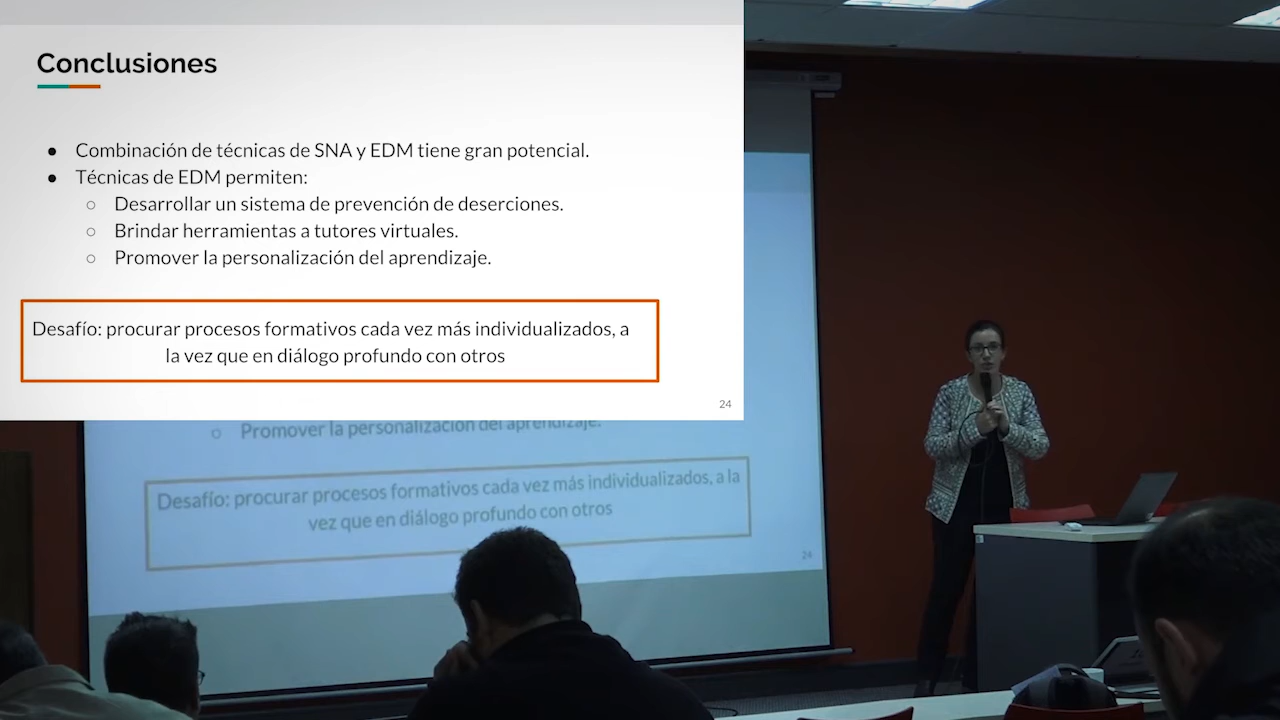 Conclusiones
● Combinación de técnicas de SNA y EDM tiene gran potencial.
● Técnicas de EDM permiten:
○ Desarrollar un sistema de prevención de deserciones.
○ Brindar herramientas a tutores virtuales.
○ Promover la personalización del aprendizaje.
Desafío: procurar procesos formativos cada vez más individualizados, a
la vez que en diálogo profundo con otros
24
○ Promover la personalización del aprendizaje.
Desafío: procurar procesos formativos cada vez más individualizados, a la
vez que en diálogo profundo con otros
24